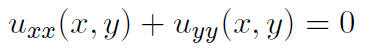 u_{xx}(x, y) + u_{yy}(x, y) = 0